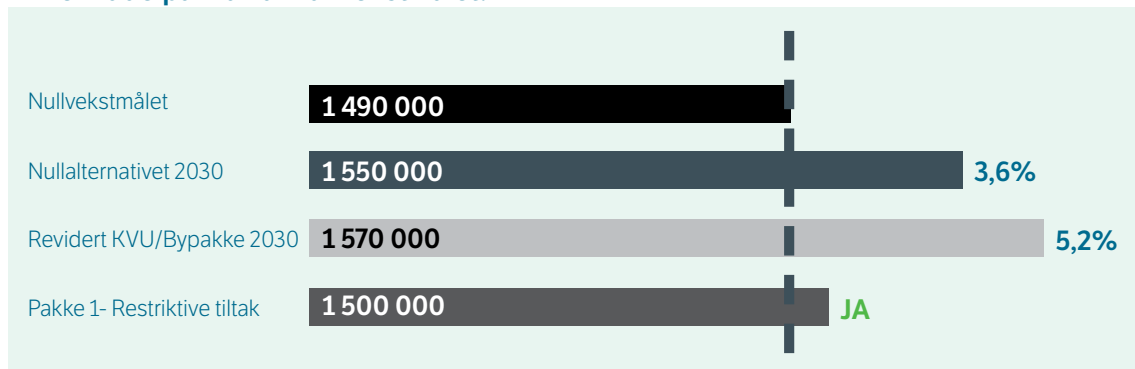 Nullvekstmålet 1 490 000
Nullalternativet 2030 1 550 000 3,6%
Revidert KVU/Bypakke 2030 1 570 000 5,2%
Pakke 1- Restriktive tiltak 1 500 000 JA